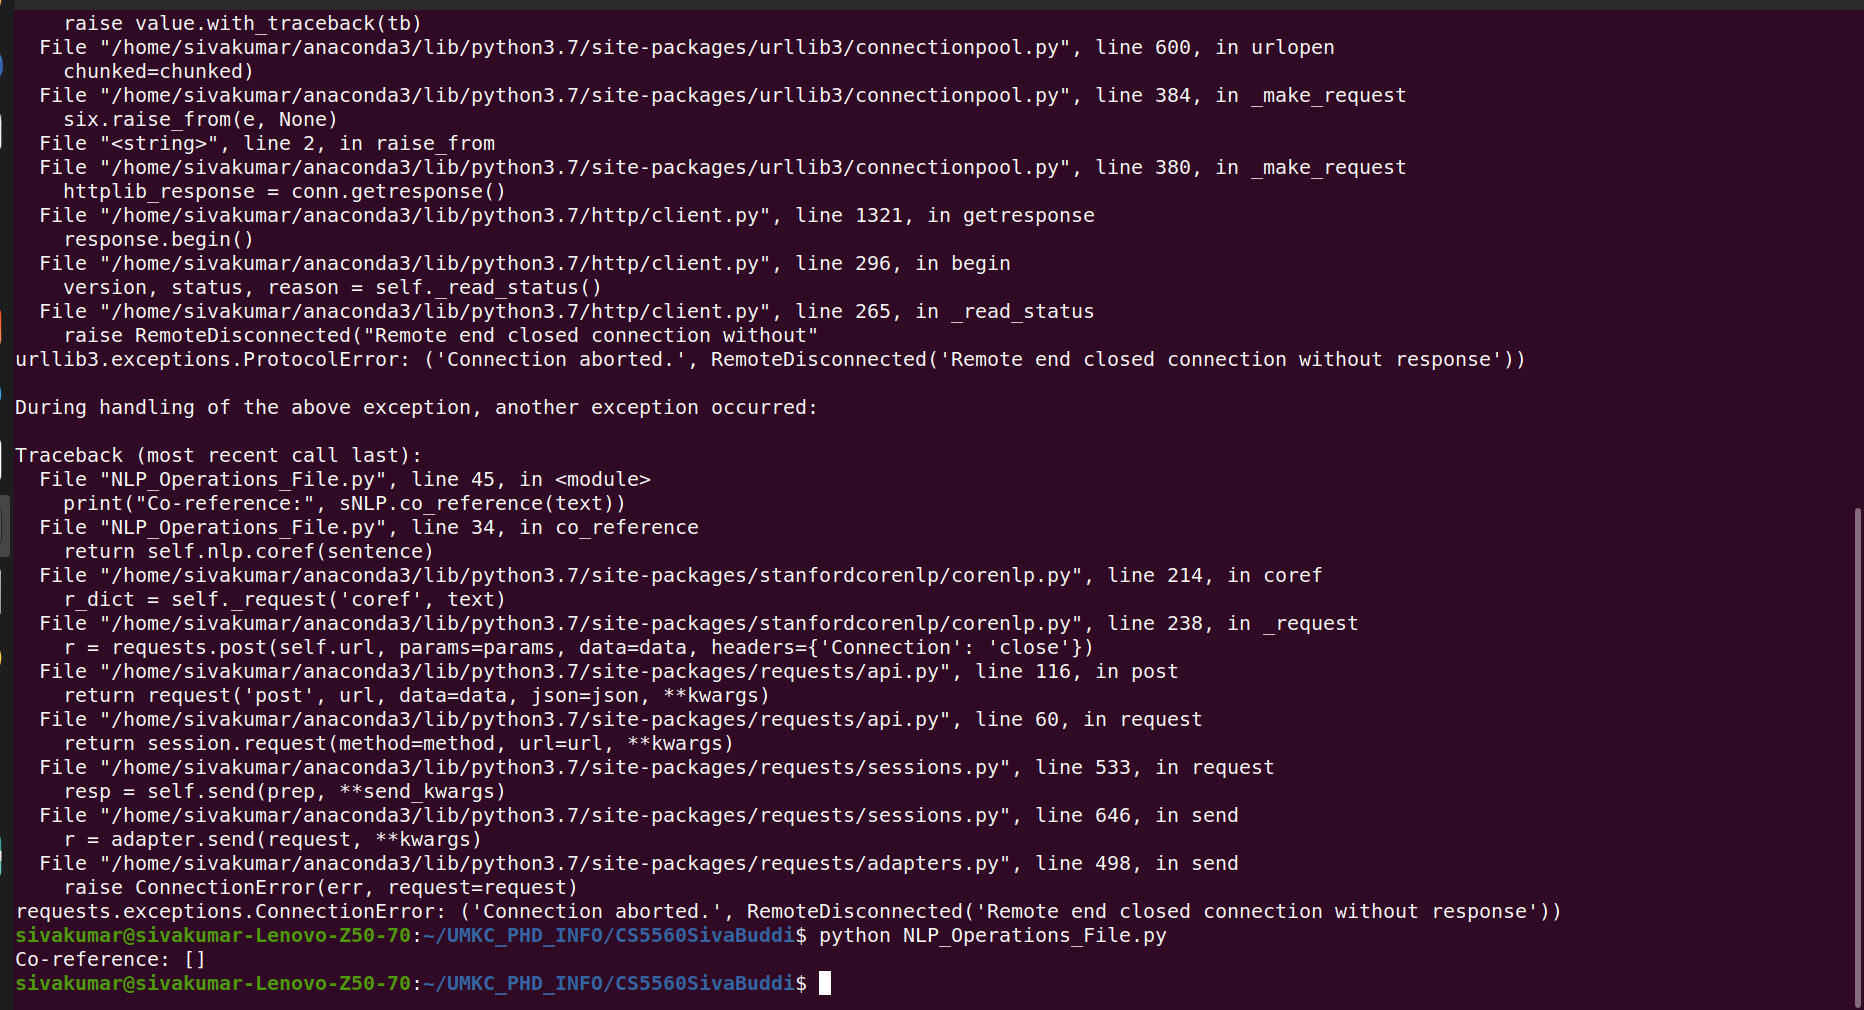 raise value.with_traceback(tb)
  File "/home/sivakumar/anaconda3/lib/python3.7/site-packages/urllib3/connectionpool.py", line 600, in urlopen
    chunked=chunked)
  File "/home/sivakumar/anaconda3/lib/python3.7/site-packages/urllib3/connectionpool.py", line 384, in _make_request
    six.raise_from(e, None)
  File "<string>", line 2, in raise_from
  File "/home/sivakumar/anaconda3/lib/python3.7/site-packages/urllib3/connectionpool.py", line 380, in _make_request
    httplib_response = conn.getresponse()
  File "/home/sivakumar/anaconda3/lib/python3.7/http/client.py", line 1321, in getresponse
    response.begin()
  File "/home/sivakumar/anaconda3/lib/python3.7/http/client.py", line 296, in begin
    version, status, reason = self._read_status()
  File "/home/sivakumar/anaconda3/lib/python3.7/http/client.py", line 265, in _read_status
    raise RemoteDisconnected("Remote end closed connection without"
urllib3.exceptions.ProtocolError: ('Connection aborted.', RemoteDisconnected('Remote end closed connection without response'))

During handling of the above exception, another exception occurred:

Traceback (most recent call last):
  File "NLP_Operations_File.py", line 45, in <module>
    print("Co-reference:", sNLP.co_reference(text))
  File "NLP_Operations_File.py", line 34, in co_reference
    return self.nlp.coref(sentence)
  File "/home/sivakumar/anaconda3/lib/python3.7/site-packages/stanfordcorenlp/corenlp.py", line 214, in coref
    r_dict = self._request('coref', text)
  File "/home/sivakumar/anaconda3/lib/python3.7/site-packages/stanfordcorenlp/corenlp.py", line 238, in _request
    r = requests.post(self.url, params=params, data=data, headers={'Connection': 'close'})
  File "/home/sivakumar/anaconda3/lib/python3.7/site-packages/requests/api.py", line 116, in post
    return request('post', url, data=data, json=json, **kwargs)
  File "/home/sivakumar/anaconda3/lib/python3.7/site-packages/requests/api.py", line 60, in request
    return session.request(method=method, url=url, **kwargs)
  File "/home/sivakumar/anaconda3/lib/python3.7/site-packages/requests/sessions.py", line 533, in request
    resp = self.send(prep, **send_kwargs)
  File "/home/sivakumar/anaconda3/lib/python3.7/site-packages/requests/sessions.py", line 646, in send
    r = adapter.send(request, **kwargs)
  File "/home/sivakumar/anaconda3/lib/python3.7/site-packages/requests/adapters.py", line 498, in send
    raise ConnectionError(err, request=request)
requests.exceptions.ConnectionError: ('Connection aborted.', RemoteDisconnected('Remote end closed connection without response'))
sivakumar@sivakumar-Lenovo-Z50-70:~/UMKC_PHD_INFO/CS5560SivaBuddi$ python NLP_Operations_File.py
Co-reference: []
sivakumar@sivakumar-Lenovo-Z50-70:~/UMKC_PHD_INFO/CS5560SivaBuddi$